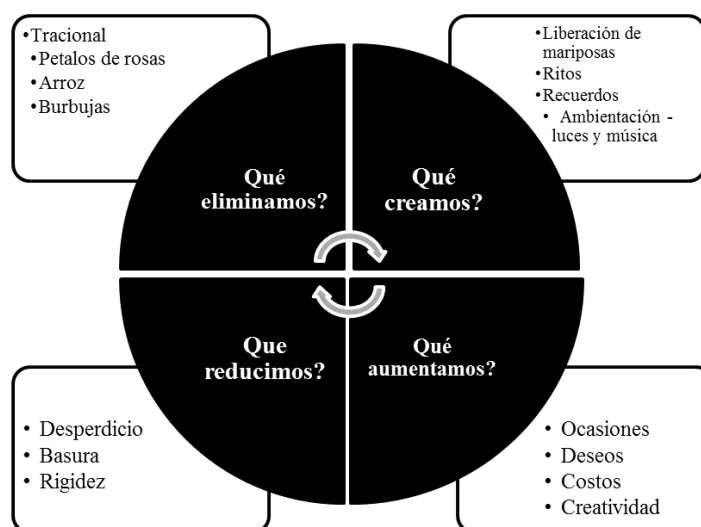 •Tracional
•Petalos de rosas
•Arroz
•Burbujas
•Liberación de
mariposas
•Ritos
•Recuerdos
• Ambientación -
luces y música
Qué
eliminamos?
Qué
creamos?
Que
reducimos?
Qué
aumentamos?
• Desperdicio
• Basura
• Rigidez
• Ocasiones
• Deseos
• Costos
• Creatividad